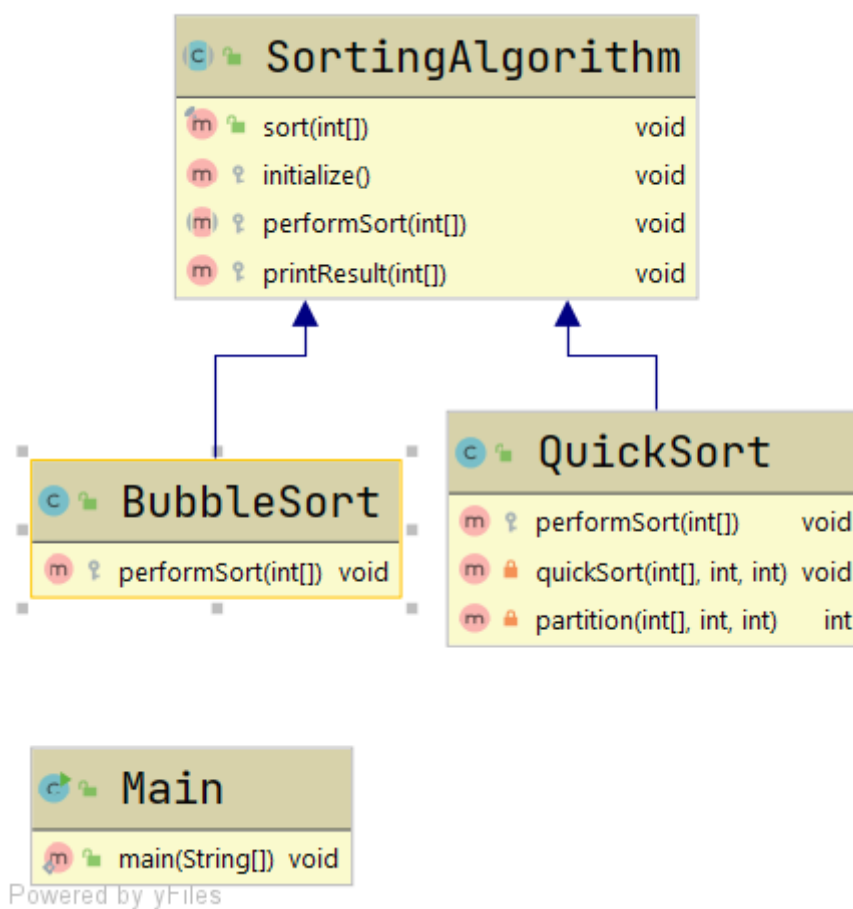 SortingAlgorithm
sort(int[]) void
initialize() void
performSort(int[]) void
printResult(int[]) void
BubbleSort
performSort(int[]) void
QuickSort
performSort(int[]) void
quickSort(int[], int, int) void
partition(int[], int, int) int
Main
main(String[]) void
Powered by yFiles